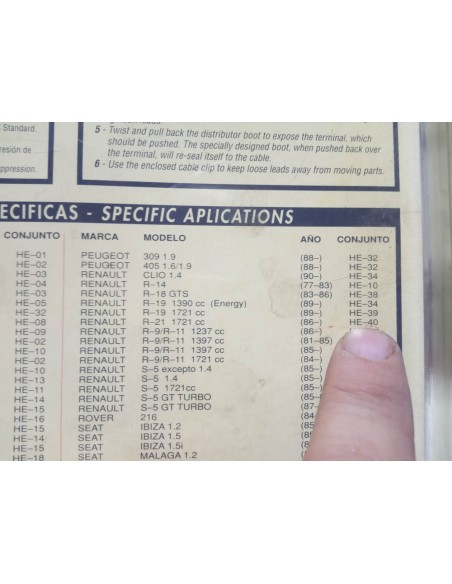 Standard.
resión de
ppression.
5 - Twist and pull back the distributor boot to expose the terminal, which
should be pushed. The specially designed boot, when pushed back over
the terminal, will re-seal itself to the cable.
6 - Use the enclosed cable clip to keep loose leads away from moving parts.
ECIFICAS - SPECIFIC APLICATIONS
CONJUNTO MARCA MODELO AÑO CONJUNTO
HE-01 PEUGEOT 309 1.9 (88-) HE-32
HE-02 PEUGEOT 405 1.6/1.9 (88-) HE-32
HE-03 RENAULT CLIO 1.4 (90-) HE-34
HE-04 RENAULT R-14 (77-83) HE-10
HE-05 RENAULT R-18 GTS (83-86) HE-38
HE-03 RENAULT R-19 1390 cc (Energy) (89-) HE-34
HE-32 RENAULT R-19 1721 cc (89-) HE-39
HE-08 RENAULT R-21 1721 cc (86-) HE-40
HE-09 RENAULT R-9/R-11 1237 cc (86-)
HE-02 RENAULT R-9/R-11 1397 cc (81-85)
HE-10 RENAULT R-9/R-11 1397 cc (85-)
HE-02 RENAULT R-9/R-11 1721 cc (84-)
HE-10 RENAULT S-5 excepto 1.4 (85-)
HE-13 RENAULT S-5 1.4 (85-
HE-11 RENAULT S-5 1721cc (85-
HE-14 RENAULT S-5 GT TURBO (85-
HE-15 RENAULT S-5 GT TURBO (87-
HE-16 ROVER 216 (84-
HE-15 SEAT IBIZA 1.2 (85
HE-14 SEAT IBIZA 1.5
HE-15 SEAT IBIZA 1.5i
HE-18 SEAT MALAGA 1.2